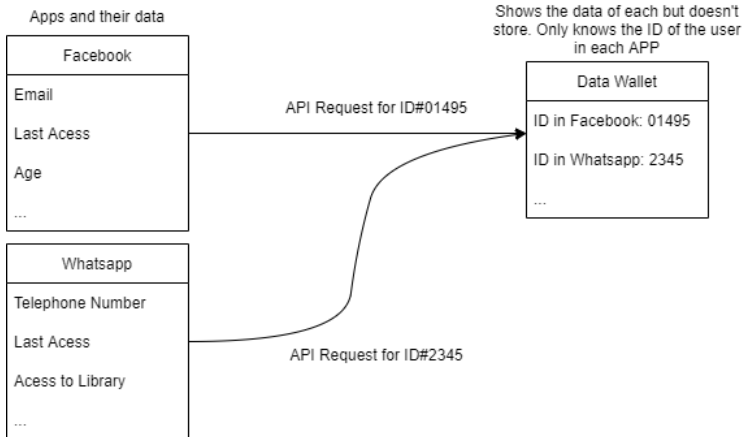 Apps and their data
Facebook
Email
Last Acess
Age
...
Whatsapp
Telephone Number
Last Acess
Acess to Library
...
API Request for ID#01495
API Request for ID#2345
Shows the data of each but doesn't
store. Only knows the ID of the user
in each APP
Data Wallet
ID in Facebook: 01495
ID in Whatsapp: 2345
...